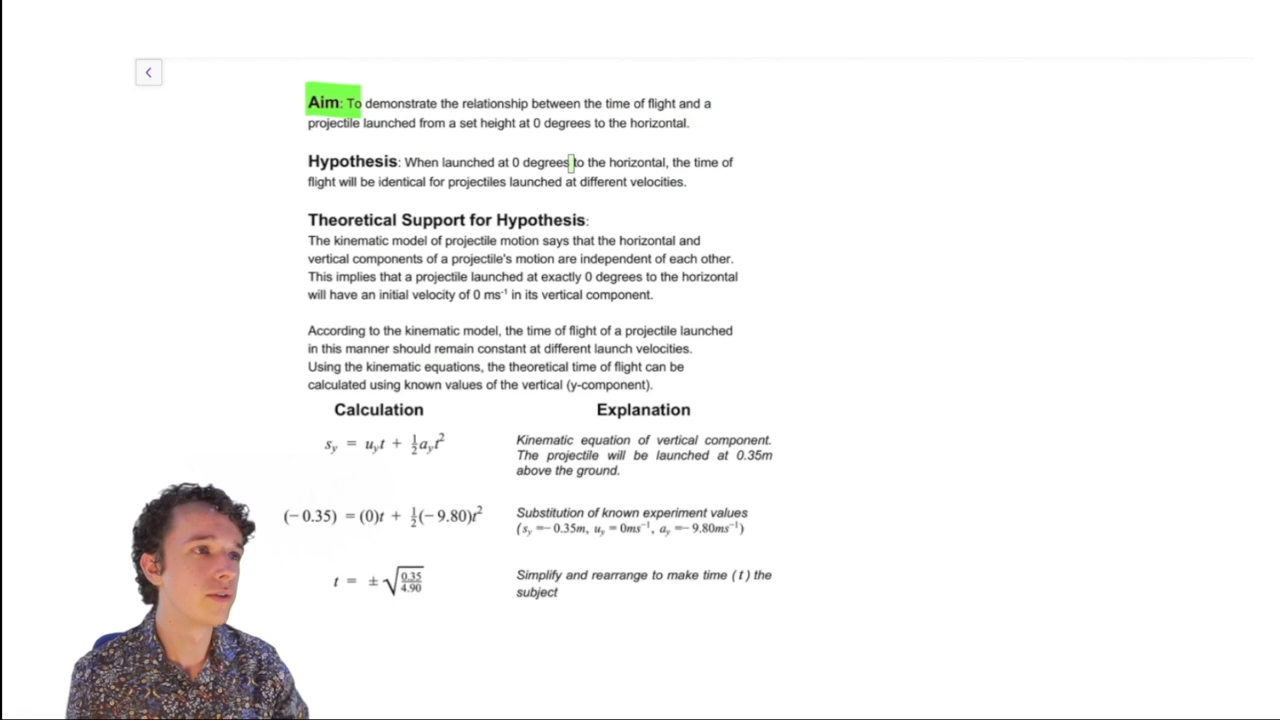 Aim: To demonstrate the relationship between the time of flight and a
projectile launched from a set height at 0 degrees to the horizontal.
Hypothesis: When launched at 0 degrees to the horizontal, the time of
flight will be identical for projectiles launched at different velocities.
Theoretical Support for Hypothesis:
The kinematic model of projectile motion says that the horizontal and
vertical components of a projectile's motion are independent of each other.
This implies that a projectile launched at exactly 0 degrees to the horizontal
will have an initial velocity of 0 ms⁻¹ in its vertical component.
According to the kinematic model, the time of flight of a projectile launched
in this manner should remain constant at different launch velocities.
Using the kinematic equations, the theoretical time of flight can be
calculated using known values of the vertical (y-component).
Calculation Explanation
s_y = u_y t + ½ a_y t²
Kinematic equation of vertical component.
The projectile will be launched at 0.35m
above the ground.
(−0.35) = (0)t + ½(−9.80)t²
Substitution of known experiment values
(s_y =−0.35m, u_y = 0ms⁻¹, a_y =−9.80ms⁻¹)
t = ±√(0.35/4.90)
Simplify and rearrange to make time (t) the
subject